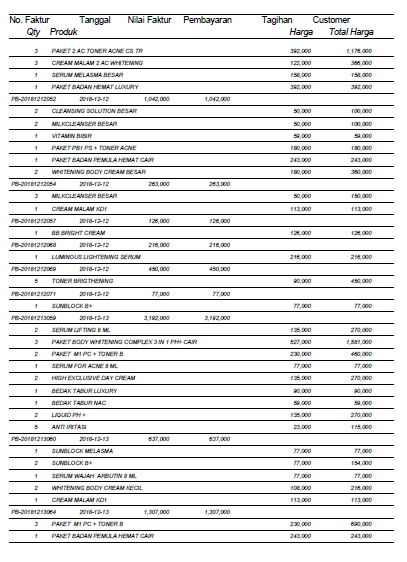 No. Faktur Tanggal Nilai Faktur Pembayaran Tagihan Customer
Qty Produk Harga Total Harga
3 PAKET 2 AC TONER ACNE CS TR 392,000 1,176,000
3 CREAM MALAM 2 AC WHITENING 122,000 366,000
1 SERUM MELASMA BESAR 158,000 158,000
1 PAKET BADAN HEMAT LUXURY 392,000 392,000
PB-20181212052 2018-12-12 1,042,000 1,042,000
2 CLEANSING SOLUTION BESAR 50,000 100,000
2 MILKCLEANSER BESAR 50,000 100,000
1 VITAMIN BIBIR 59,000 59,000
1 PAKET PB1 PS + TONER ACNE 180,000 180,000
1 PAKET BADAN PEMULA HEMAT CAIR 243,000 243,000
2 WHITENING BODY CREAM BESAR 180,000 360,000
PB-20181212054 2018-12-12 263,000 263,000
3 MILKCLEANSER BESAR 50,000 150,000
1 CREAM MALAM KD1 113,000 113,000
PB-20181212057 2018-12-12 126,000 126,000
1 BB BRIGHT CREAM 126,000 126,000
PB-20181212068 2018-12-12 216,000 216,000
1 LUMINOUS LIGHTENING SERUM 216,000 216,000
PB-20181212069 2018-12-12 450,000 450,000
5 TONER BRIGTHENING 90,000 450,000
PB-20181212071 2018-12-12 77,000 77,000
1 SUNBLOCK B+ 77,000 77,000
PB-20181213059 2018-12-13 3,192,000 3,192,000
2 SERUM LIFTING 8 ML 135,000 270,000
3 PAKET BODY WHITENING COMPLEX 3 IN 1 PH+ CAIR 527,000 1,581,000
2 PAKET M1 PC + TONER B 230,000 460,000
1 SERUM FOR ACNE 8 ML 77,000 77,000
2 HIGH EXCLUSIVE DAY CREAM 135,000 270,000
1 BEDAK TABUR LUXURY 90,000 90,000
1 BEDAK TABUR NAC 59,000 59,000
2 LIQUID PH + 135,000 270,000
5 ANTI IRITASI 23,000 115,000
PB-20181213060 2018-12-13 637,000 637,000
1 SUNBLOCK MELASMA 77,000 77,000
2 SUNBLOCK B+ 77,000 154,000
1 SERUM WAJAH ARBUTIN 8 ML 77,000 77,000
2 WHITENING BODY CREAM KECIL 108,000 216,000
1 CREAM MALAM KD1 113,000 113,000
PB-20181213064 2018-12-13 1,307,000 1,307,000
3 PAKET M1 PC + TONER B 230,000 690,000
1 PAKET BADAN PEMULA HEMAT CAIR 243,000 243,000